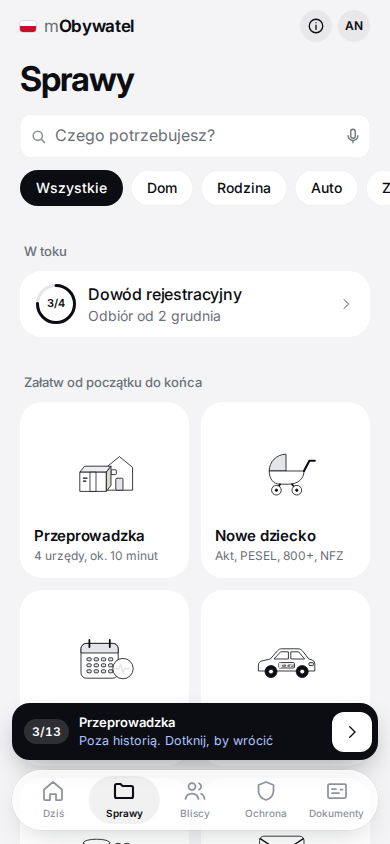 mObywatel
AN
Sprawy
Czego potrzebujesz?
Wszystkie
Dom
Rodzina
Auto
Z
W toku
3/4
Dowód rejestracyjny
Odbiór od 2 grudnia
Załatw od początku do końca
Przeprowadzka
4 urzędy, ok. 10 minut
Nowe dziecko
Akt, PESEL, 800+, NFZ
3/13
Przeprowadzka
Poza historią. Dotknij, by wrócić
Dziś
Sprawy
Bliscy
Ochrona
Dokumenty